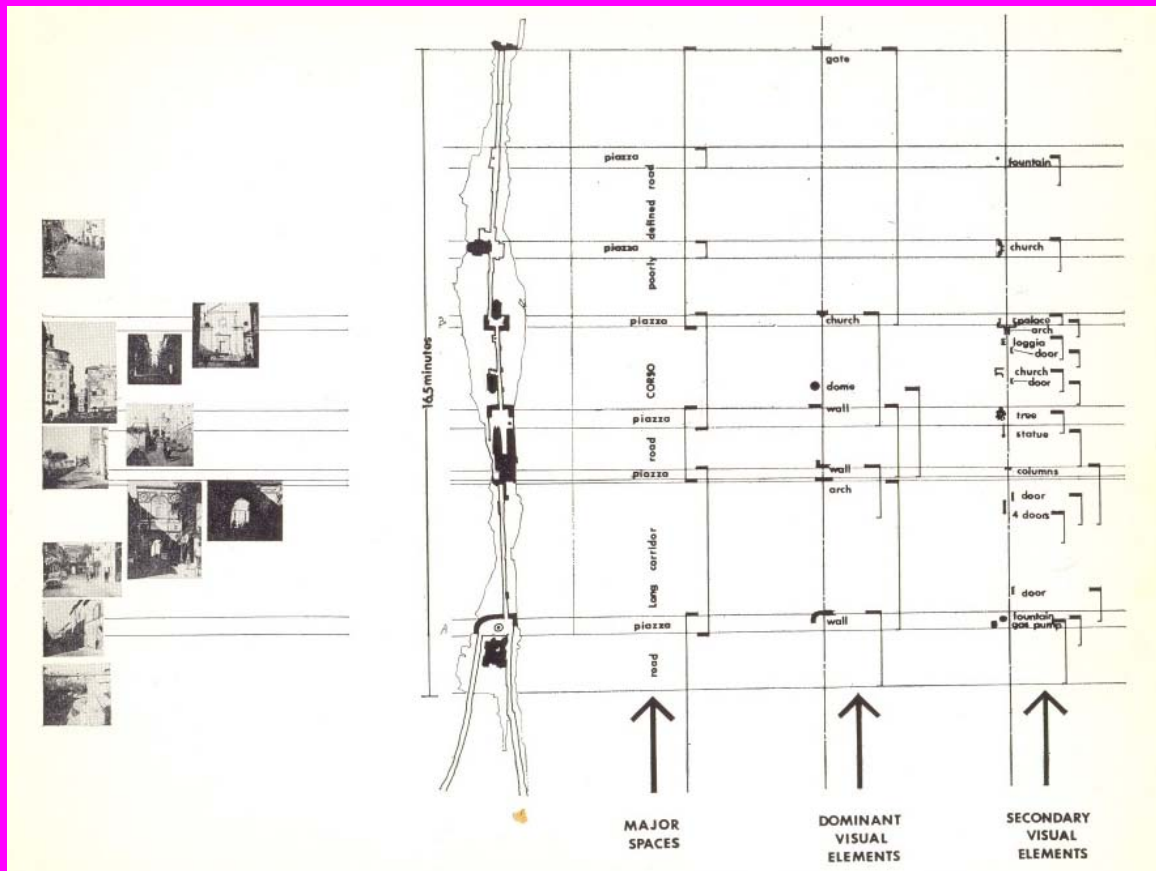 gate
piazza
fountain
poorly defined road
piazza
church
piazza
church
palace
arch
loggia
door
16.5 minutes
CORSO
dome
church
door
wall
piazza
tree
road
statue
piazza
wall
columns
arch
door
4 doors
Long corridor
door
A
piazza
wall
fountain
gas pump
road
MAJOR
SPACES
DOMINANT
VISUAL
ELEMENTS
SECONDARY
VISUAL
ELEMENTS